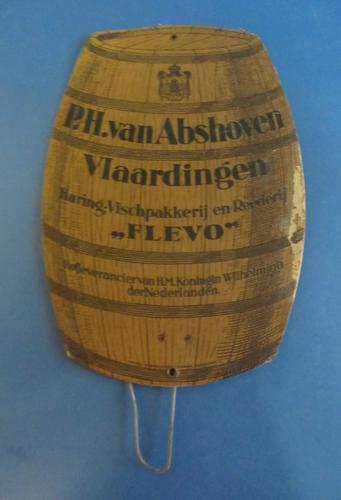 P.H. van Abshoven
Vlaardingen
Haring-Vischpakkerij en Reederij
„FLEVO“
Hofleverancier van H.M. Koningin Wilhelmina
der Nederlanden.